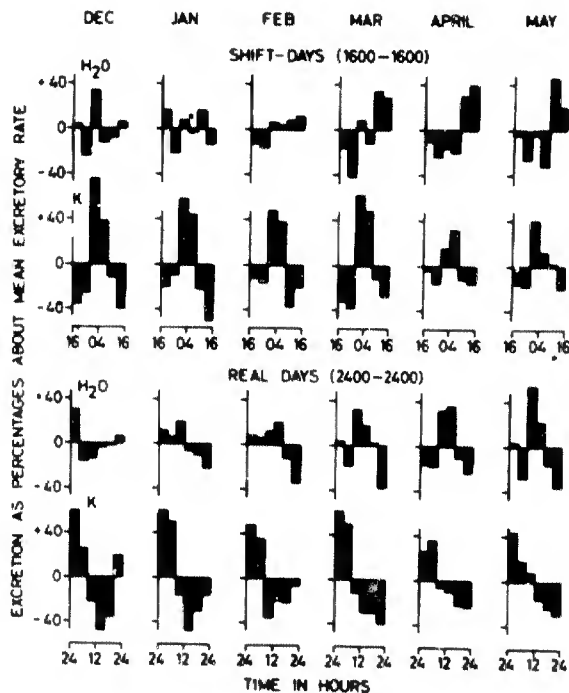 DEC JAN FEB MAR APRIL MAY
SHIFT-DAYS (1600-1600)
H2O
+40
0
-40
K
+40
0
-40
16 04 16 16 04 16 16 04 16 16 04 16 16 04 16 16 04 16
REAL DAYS (2400-2400)
H2O
+40
0
-40
K
+40
0
-40
24 12 24 24 12 24 24 12 24 24 12 24 24 12 24 24 12 24
TIME IN HOURS
EXCRETION AS PERCENTAGES ABOUT MEAN EXCRETORY RATE